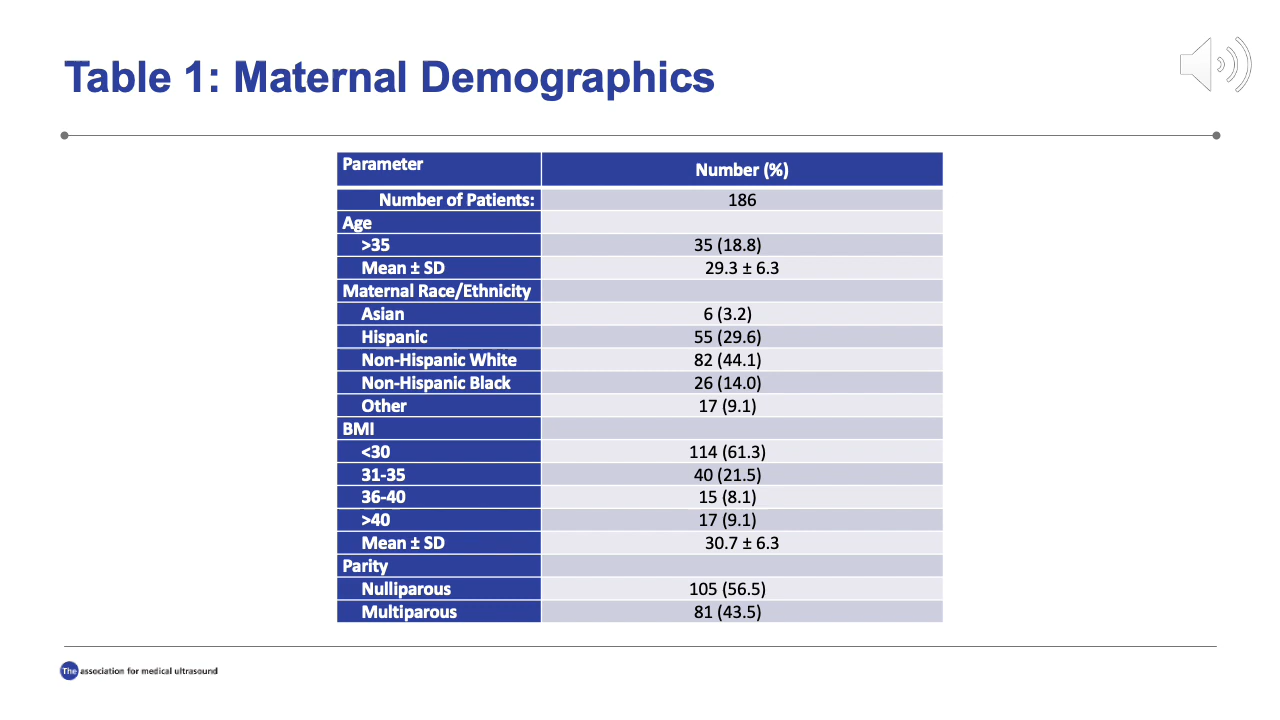 Table 1: Maternal Demographics
Parameter Number (%)
Number of Patients: 186
Age
>35 35 (18.8)
Mean ± SD 29.3 ± 6.3
Maternal Race/Ethnicity
Asian 6 (3.2)
Hispanic 55 (29.6)
Non-Hispanic White 82 (44.1)
Non-Hispanic Black 26 (14.0)
Other 17 (9.1)
BMI
<30 114 (61.3)
31-35 40 (21.5)
36-40 15 (8.1)
>40 17 (9.1)
Mean ± SD 30.7 ± 6.3
Parity
Nulliparous 105 (56.5)
Multiparous 81 (43.5)
The association for medical ultrasound